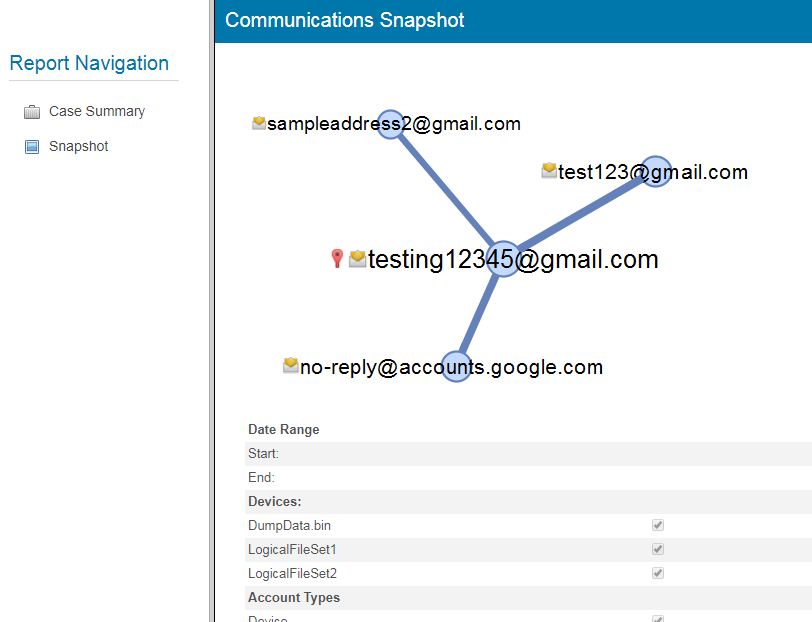 Communications Snapshot
Report Navigation
Case Summary
Snapshot
sampleaddress2@gmail.com
test123@gmail.com
testing12345@gmail.com
no-reply@accounts.google.com
Date Range
Start:
End:
Devices:
DumpData.bin
LogicalFileSet1
LogicalFileSet2
Account Types
Device